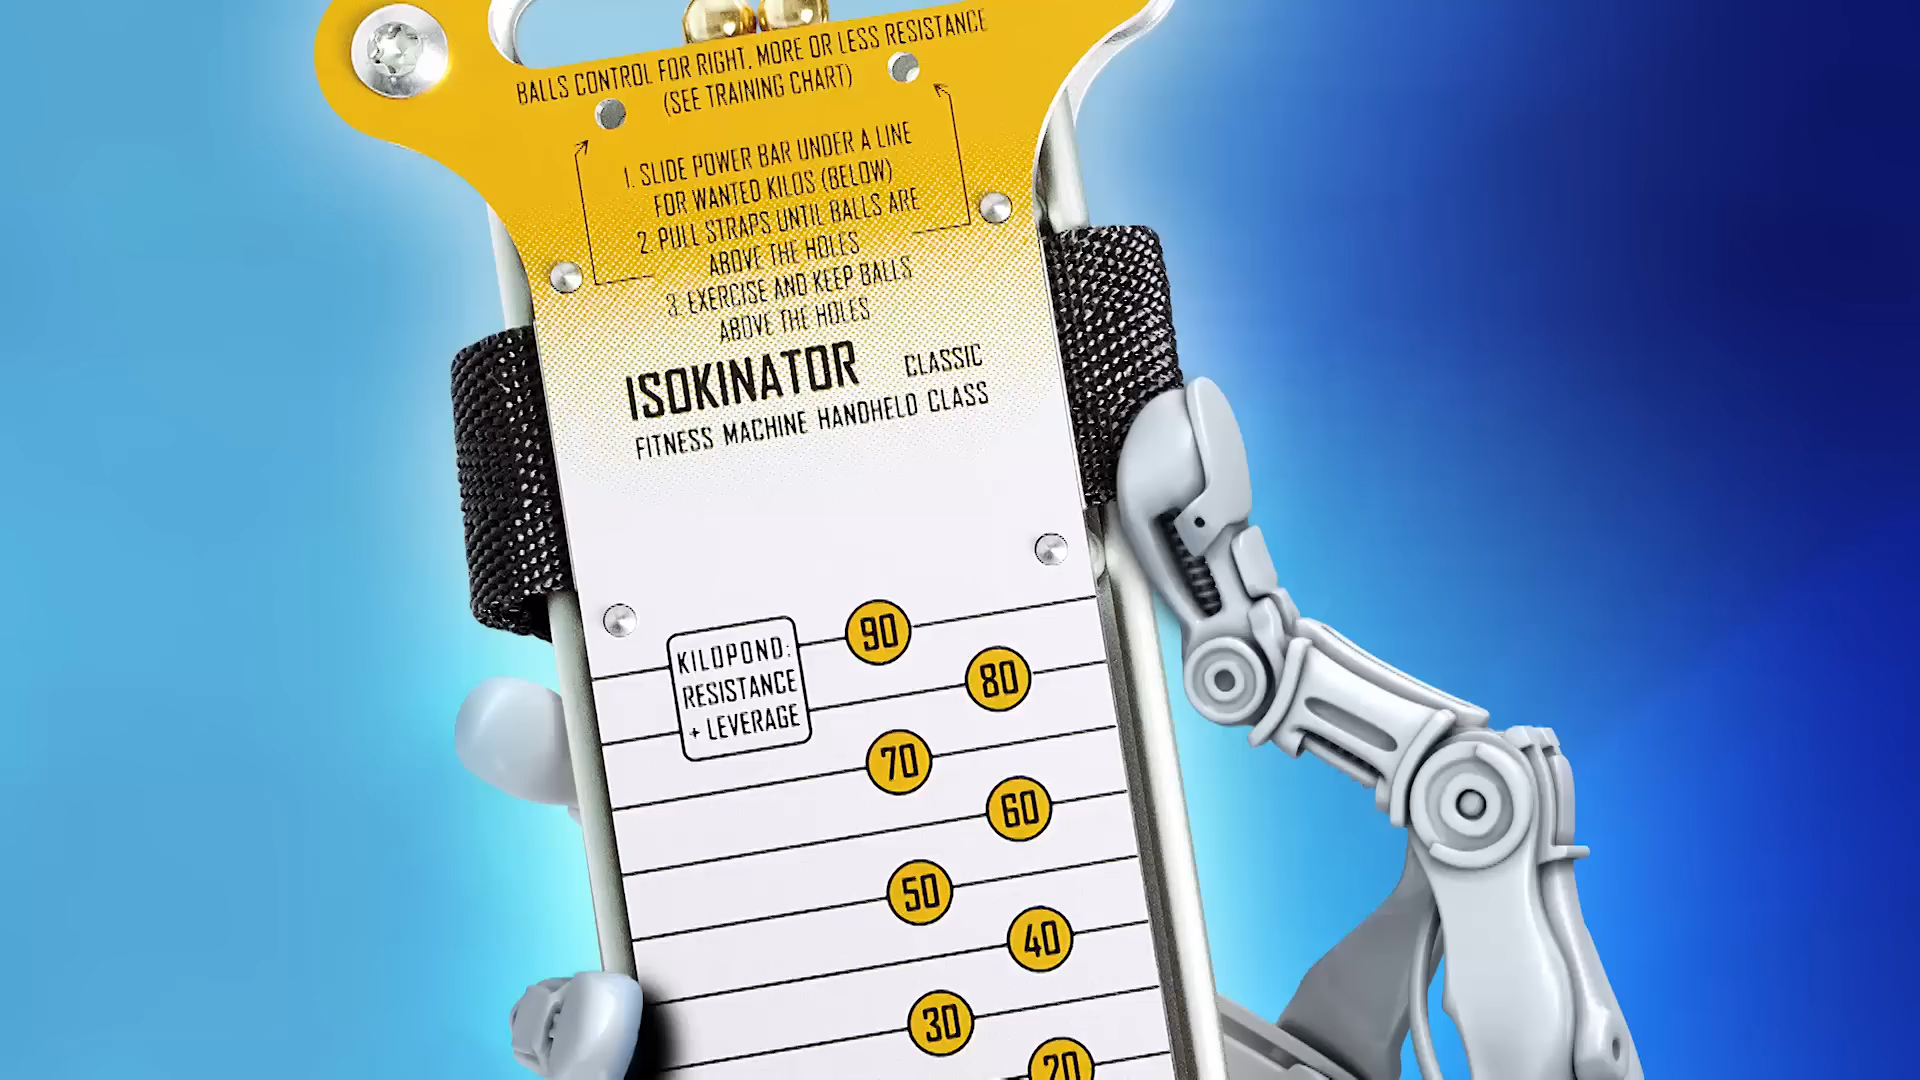 BALLS CONTROL FOR RIGHT, MORE OR LESS RESISTANCE
(SEE TRAINING CHART)
1. SLIDE POWER BAR UNDER A LINE
FOR WANTED KILOS (BELOW)
2. PULL STRAPS UNTIL BALLS ARE
ABOVE THE HOLES
3. EXERCISE AND KEEP BALLS
ABOVE THE HOLES
ISOKINATOR CLASSIC
FITNESS MACHINE HANDHELD CLASS
KILOPOND:
RESISTANCE
+ LEVERAGE
90
80
70
60
50
40
30
20